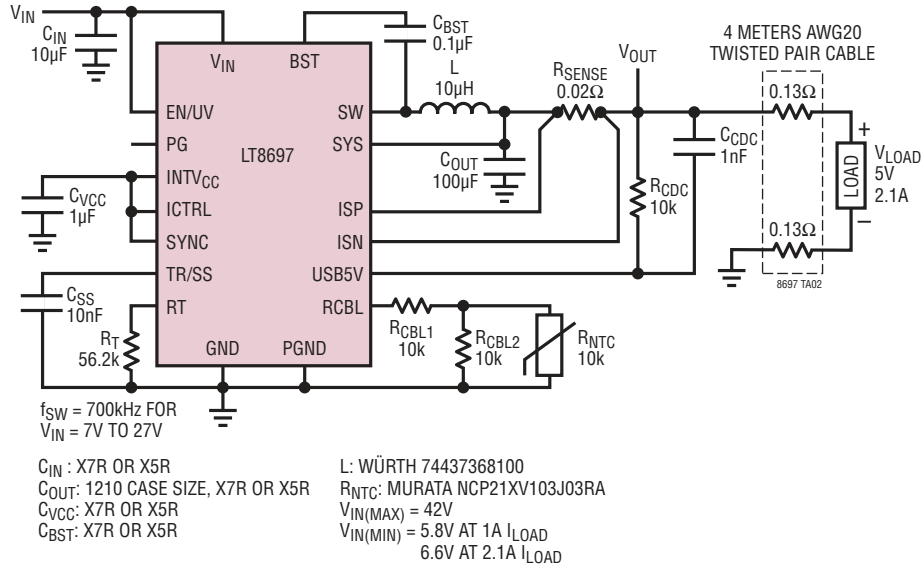 VIN
CIN
10µF
CBST
0.1µF
L
10µH
RSENSE
0.02Ω
VOUT
4 METERS AWG20
TWISTED PAIR CABLE
0.13Ω
VIN
BST
EN/UV
SW
PG
SYS
LT8697
COUT
100µF
CCDC
1nF
+
LOAD
VLOAD
5V
2.1A
–
INTVCC
CVCC
1µF
ICTRL
ISP
RCDC
10k
SYNC
ISN
0.13Ω
TR/SS
USB5V
8697 TA02
CSS
10nF
RT
RCBL
RT
56.2k
RCBL1
10k
RCBL2
10k
RNTC
10k
GND
PGND
fSW = 700kHz FOR
VIN = 7V TO 27V
CIN : X7R OR X5R
COUT: 1210 CASE SIZE, X7R OR X5R
CVCC: X7R OR X5R
CBST: X7R OR X5R
L: WÜRTH 74437368100
RNTC: MURATA NCP21XV103J03RA
VIN(MAX) = 42V
VIN(MIN) = 5.8V AT 1A ILOAD
6.6V AT 2.1A ILOAD